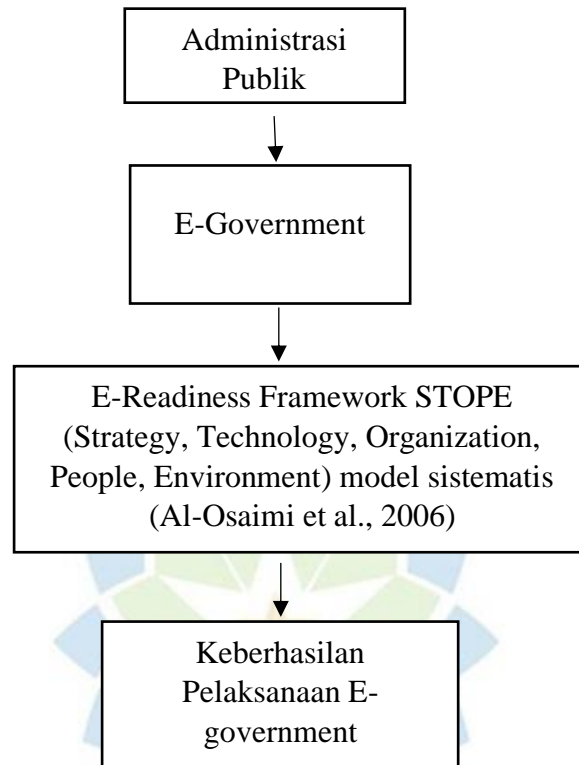 Administrasi
Publik
E-Government
E-Readiness Framework STOPE
(Strategy, Technology, Organization,
People, Environment) model sistematis
(Al-Osaimi et al., 2006)
Keberhasilan
Pelaksanaan E-
government